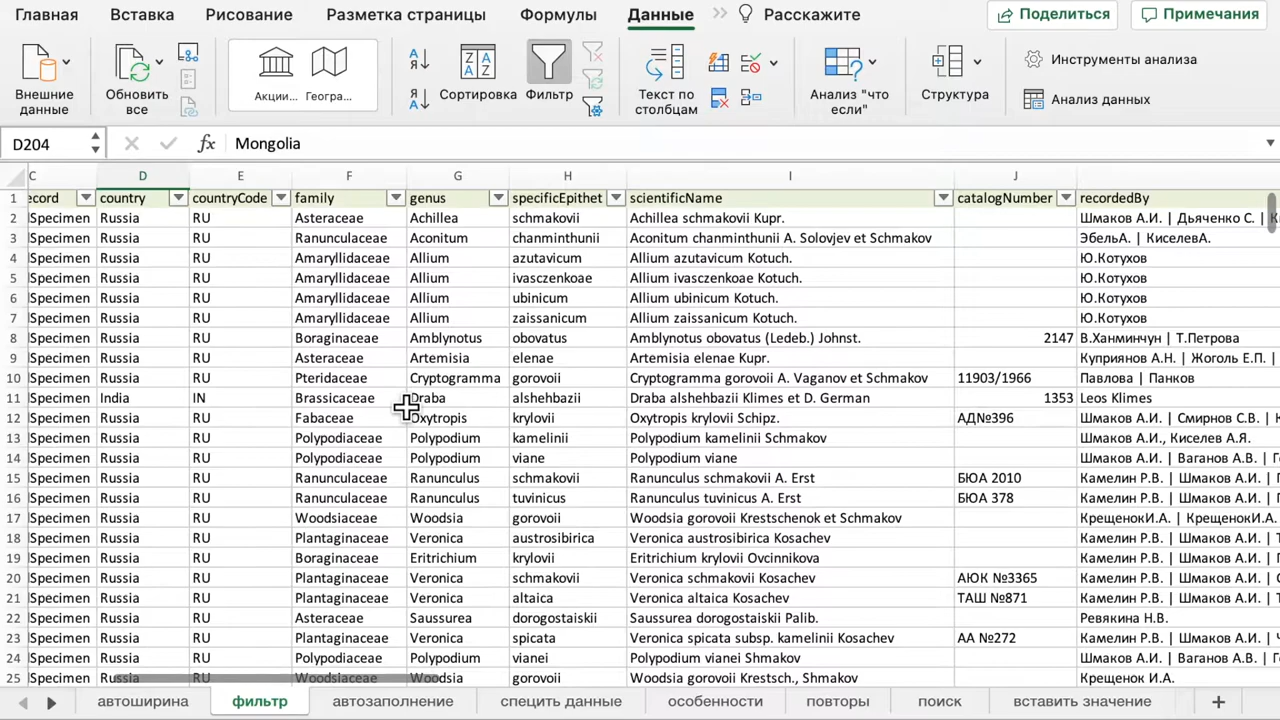 Главная Вставка Рисование Разметка страницы Формулы Данные Расскажите Поделиться Примечания
Внешние данные Обновить все Акции... Геогра... Сортировка Фильтр Текст по столбцам Анализ "что если" Структура Инструменты анализа
Анализ данных
D204 fx Mongolia
C D E F G H I J
1 ecord country countryCode family genus specificEpithet scientificName catalogNumber recordedBy
2 Specimen Russia RU Asteraceae Achillea schmakovii Achillea schmakovii Kupr. Шмаков А.И. | Дьяченко С. | К
3 Specimen Russia RU Ranunculaceae Aconitum chanminthunii Aconitum chanminthunii A. Solovjev et Schmakov ЭбельА. | КиселевА.
4 Specimen Russia RU Amaryllidaceae Allium azutavicum Allium azutavicum Kotuch. Ю.Котухов
5 Specimen Russia RU Amaryllidaceae Allium ivasczenkoae Allium ivasczenkoae Kotuch. Ю.Котухов
6 Specimen Russia RU Amaryllidaceae Allium ubinicum Allium ubinicum Kotuch. Ю.Котухов
7 Specimen Russia RU Amaryllidaceae Allium zaissanicum Allium zaissanicum Kotuch. Ю.Котухов
8 Specimen Russia RU Boraginaceae Amblynotus obovatus Amblynotus obovatus (Ledeb.) Johnst. 2147 В.Ханминчун | Т.Петрова
9 Specimen Russia RU Asteraceae Artemisia elenae Artemisia elenae Kupr. Куприянов А.Н. | Жоголь Е.П. |
10 Specimen Russia RU Pteridaceae Cryptogramma gorovoii Cryptogramma gorovoii A. Vaganov et Schmakov 11903/1966 Павлова | Панков
11 Specimen India IN Brassicaceae Draba alshehbazii Draba alshehbazii Klimes et D. German 1353 Leos Klimes
12 Specimen Russia RU Fabaceae Oxytropis krylovii Oxytropis krylovii Schipz. АД№396 Шмаков А.И. | Смирнов С.В. | К
13 Specimen Russia RU Polypodiaceae Polypodium kamelinii Polypodium kamelinii Schmakov Шмаков А.И., Киселев А.Я.
14 Specimen Russia RU Polypodiaceae Polypodium viane Polypodium viane Шмаков А.И. | Ваганов А.В. | Г
15 Specimen Russia RU Ranunculaceae Ranunculus schmakovii Ranunculus schmakovii A. Erst БЮА 2010 Камелин Р.В. | Шмаков А.И. | П
16 Specimen Russia RU Ranunculaceae Ranunculus tuvinicus Ranunculus tuvinicus A. Erst БЮА 378 Камелин Р.В. | Шмаков А.И. | Г
17 Specimen Russia RU Woodsiaceae Woodsia gorovoii Woodsia gorovoii Krestschenok et Schmakov КрещенокИ.А. | КрещенокИ.А.
18 Specimen Russia RU Plantaginaceae Veronica austrosibirica Veronica austrosibirica Kosachev Камелин Р.В. | Шмаков А.И. | Т
19 Specimen Russia RU Boraginaceae Eritrichium krylovii Eritrichium krylovii Ovcinnikova Камелин Р.В. | Шмаков А.И. | Г
20 Specimen Russia RU Plantaginaceae Veronica schmakovii Veronica schmakovii Kosachev АЮК №3365 Камелин Р.В. | Шмаков А.И. |
21 Specimen Russia RU Plantaginaceae Veronica altaica Veronica altaica Kosachev ТАШ №871 Камелин Р.В. | Шмаков А.И. | Т
22 Specimen Russia RU Asteraceae Saussurea dorogostaiskii Saussurea dorogostaiskii Palib. Ревякина Н.В.
23 Specimen Russia RU Plantaginaceae Veronica spicata Veronica spicata subsp. kamelinii Kosachev АА №272 Камелин Р.В. | Шмаков А.И. | Ч
24 Specimen Russia RU Polypodiaceae Polypodium vianei Polypodium vianei Shmakov Шмаков А.И. | Ваганов А.В. | Г
25 Specimen Russia RU Woodsiaceae Woodsia gorovoii Woodsia gorovoii Krestsch., Shmakov Крещенок И.А.
автоширина фильтр автозаполнение специть данные особенности повторы поиск вставить значение